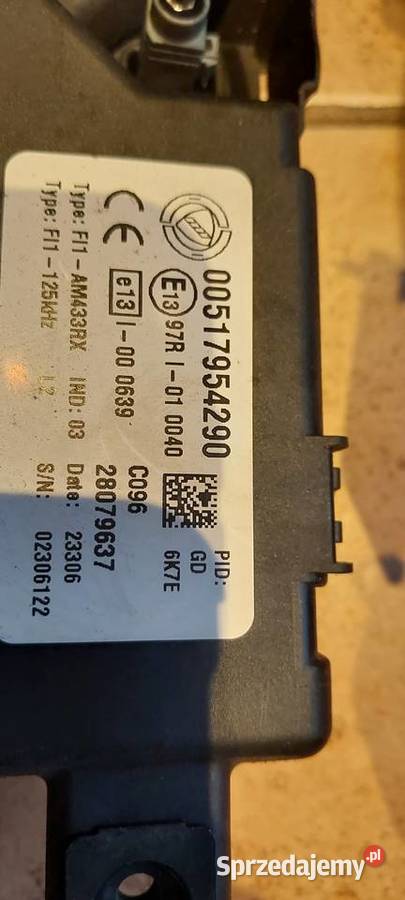 00517954290
PID:
E13 97R I-01 0040
GD
6K7E
CE e13 I-00 0639
C096
28079637
Type: FI1-AM433RX IND: 03 Date: 23306
Type: FI1-125kHz S/N: 02306122
Sprzedajemy.pl